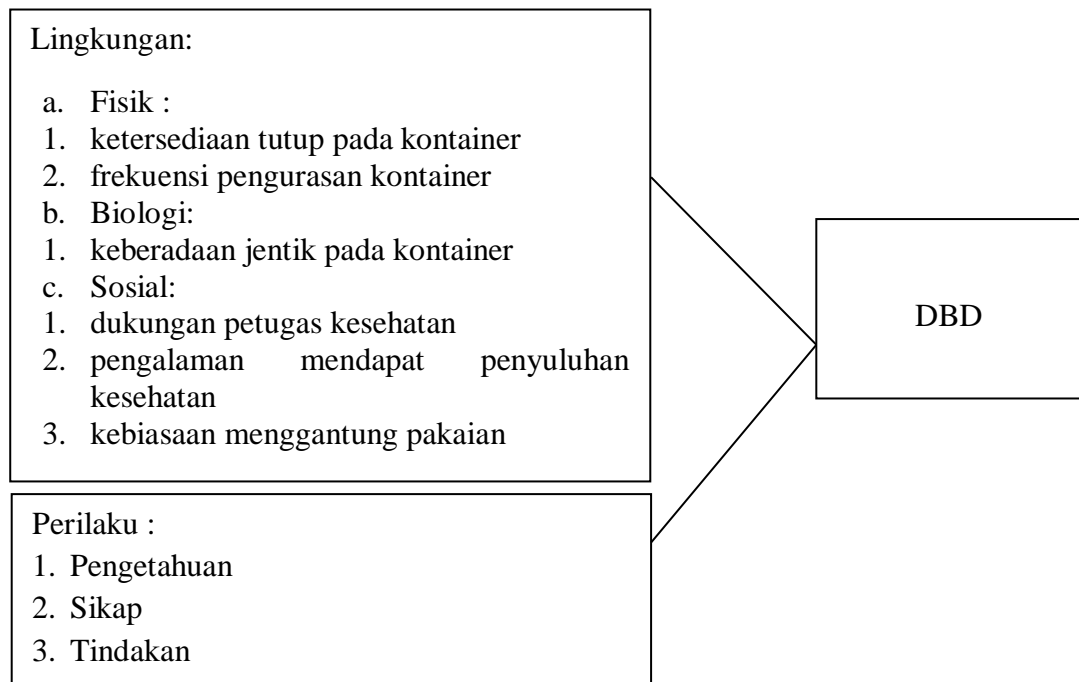 Lingkungan:
a. Fisik :
1. ketersediaan tutup pada kontainer
2. frekuensi pengurasan kontainer
b. Biologi:
1. keberadaan jentik pada kontainer
c. Sosial:
1. dukungan petugas kesehatan
2. pengalaman mendapat penyuluhan
kesehatan
3. kebiasaan menggantung pakaian
Perilaku :
1. Pengetahuan
2. Sikap
3. Tindakan
DBD